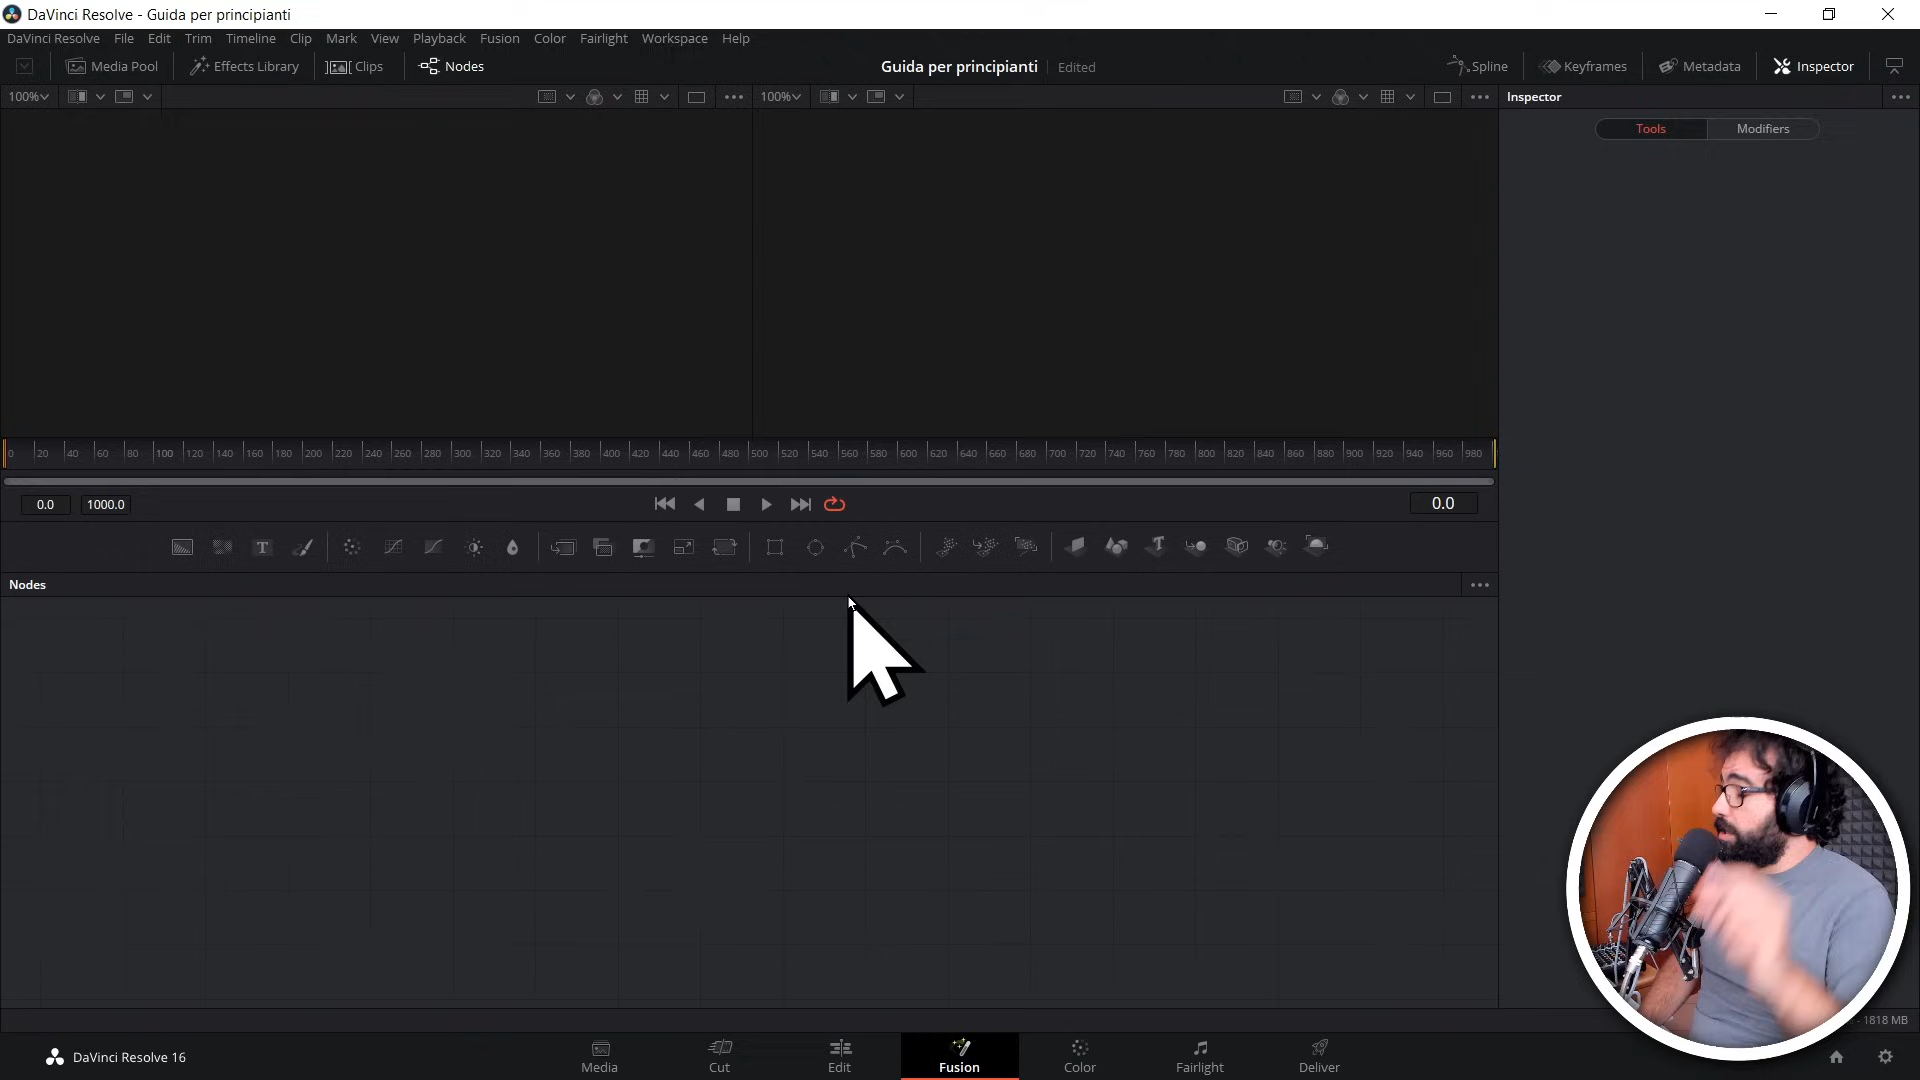 DaVinci Resolve - Guida per principianti
DaVinci Resolve File Edit Trim Timeline Clip Mark View Playback Fusion Color Fairlight Workspace Help
Media Pool Effects Library Clips Nodes Guida per principianti Edited Spline Keyframes Metadata Inspector
100% 100% Inspector
Tools Modifiers
0 20 40 60 80 100 120 140 160 180 200 220 240 260 280 300 320 340 360 380 400 420 440 460 480 500 520 540 560 580 600 620 640 660 680 700 720 740 760 780 800 820 840 860 880 900 920 940 960 980
0.0 1000.0 0.0
Nodes
- 1818 MB
DaVinci Resolve 16 Media Cut Edit Fusion Color Fairlight Deliver